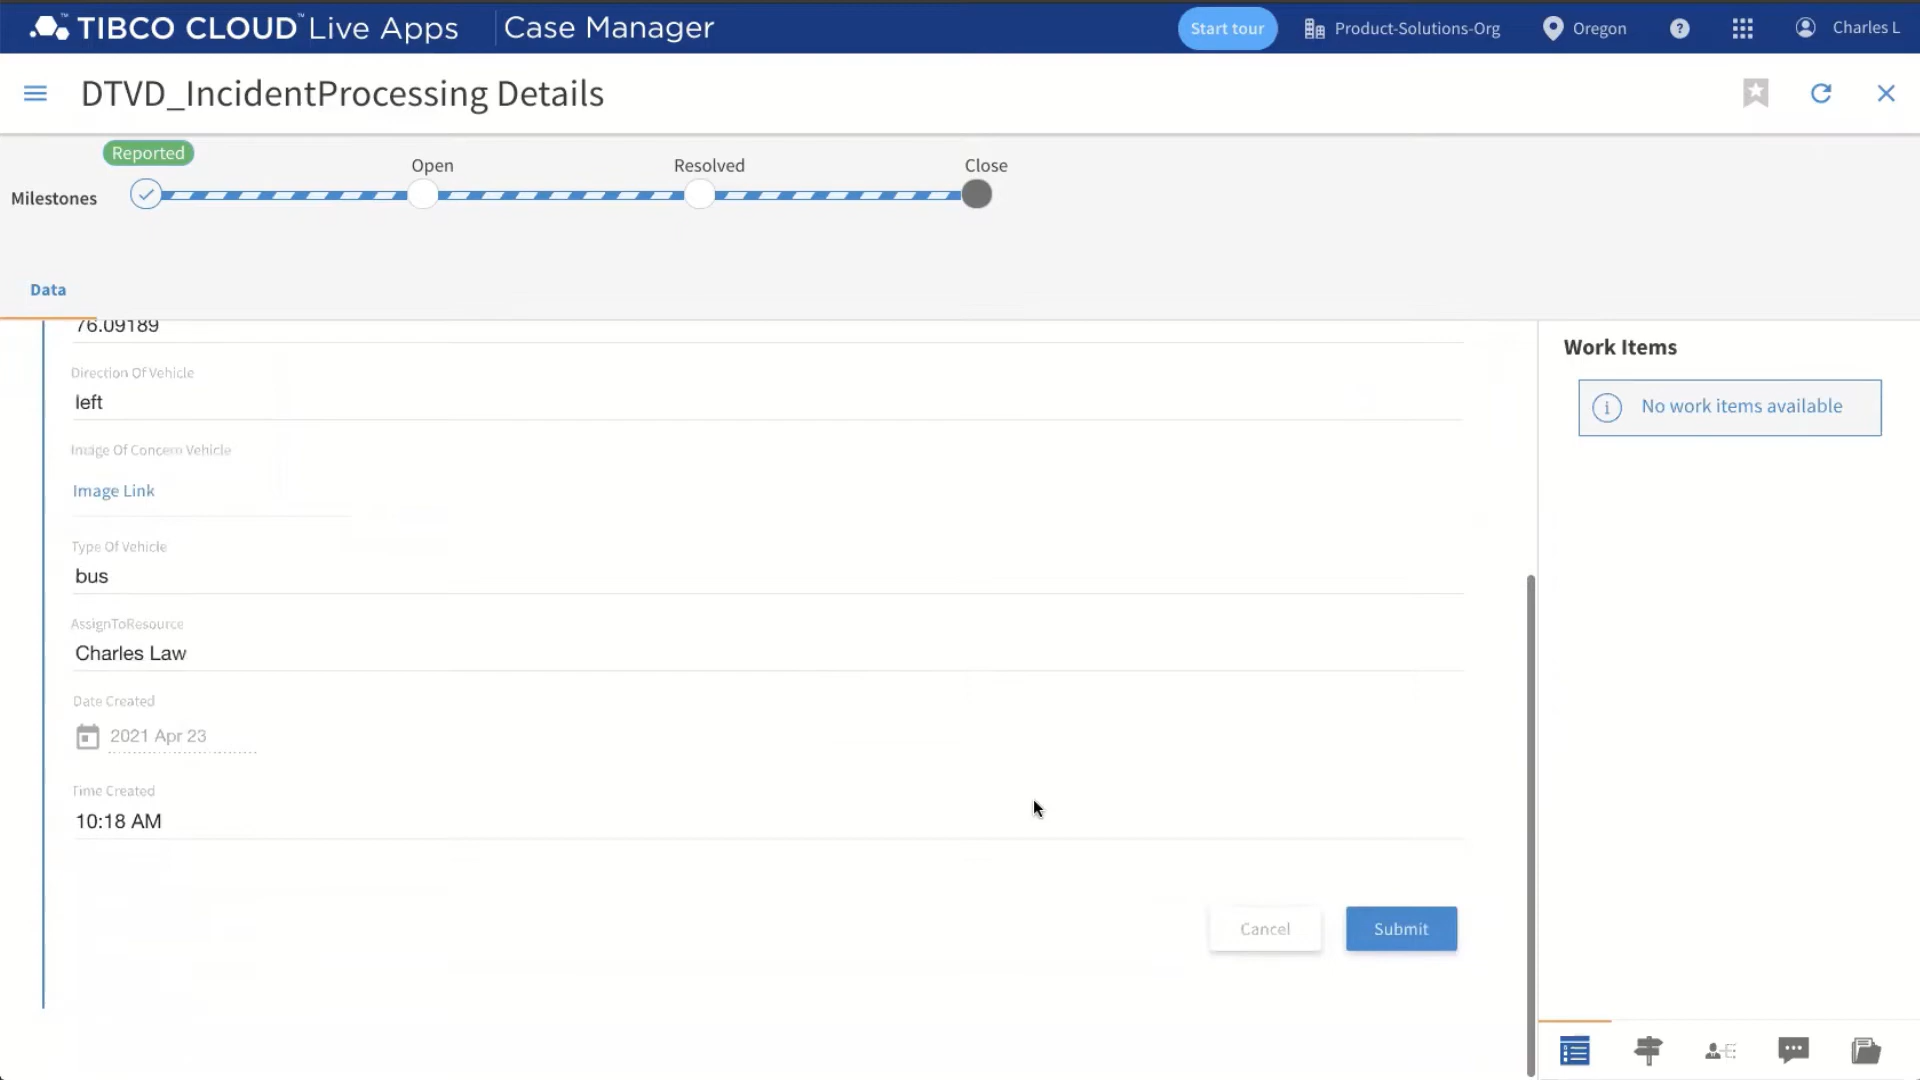 TIBCO CLOUD™ Live Apps | Case Manager
Start tour
Product-Solutions-Org
Oregon
?
Charles L
DTVD_IncidentProcessing Details
Milestones
Reported
Open
Resolved
Close
Data
76.09189
Direction Of Vehicle
left
Image Of Concern Vehicle
Image Link
Type Of Vehicle
bus
AssignToResource
Charles Law
Date Created
2021 Apr 23
Time Created
10:18 AM
Cancel
Submit
Work Items
i
No work items available